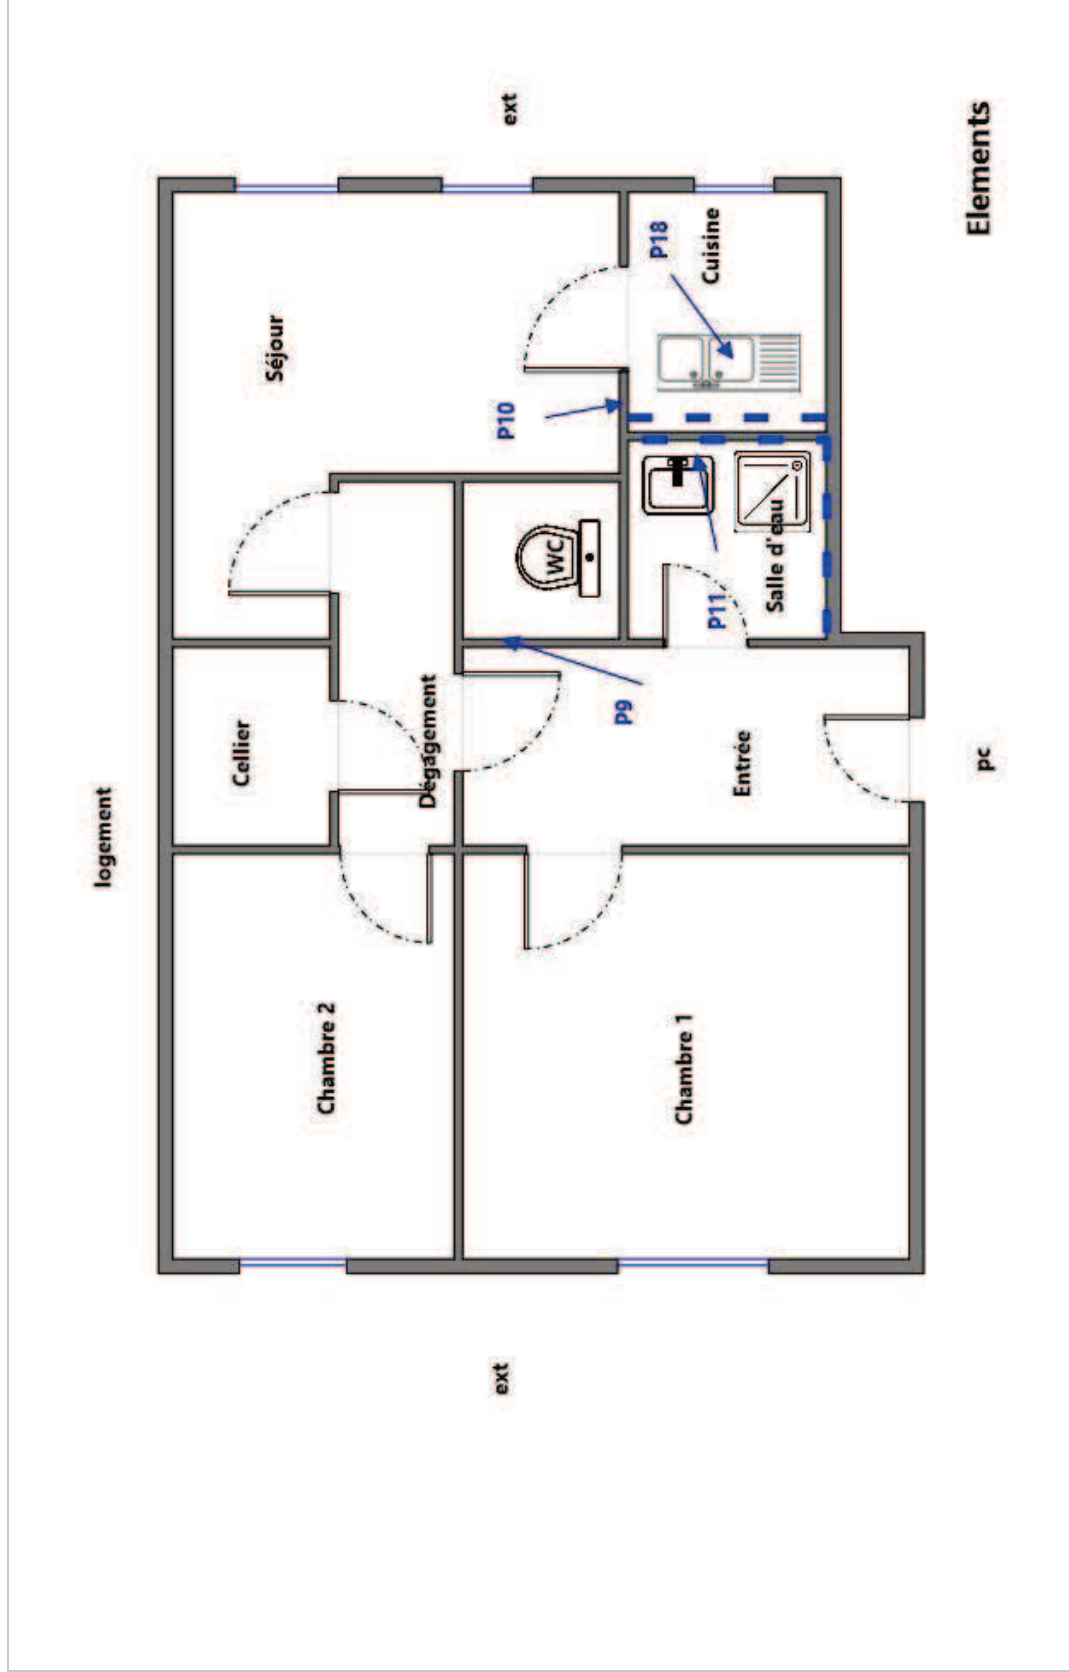 logement
Cellier
Séjour
Chambre 2
Dégagement
ext
P10
ext
WC
P9
P18
Chambre 1
Cuisine
P11
Entrée
Salle d'eau
pc
Elements